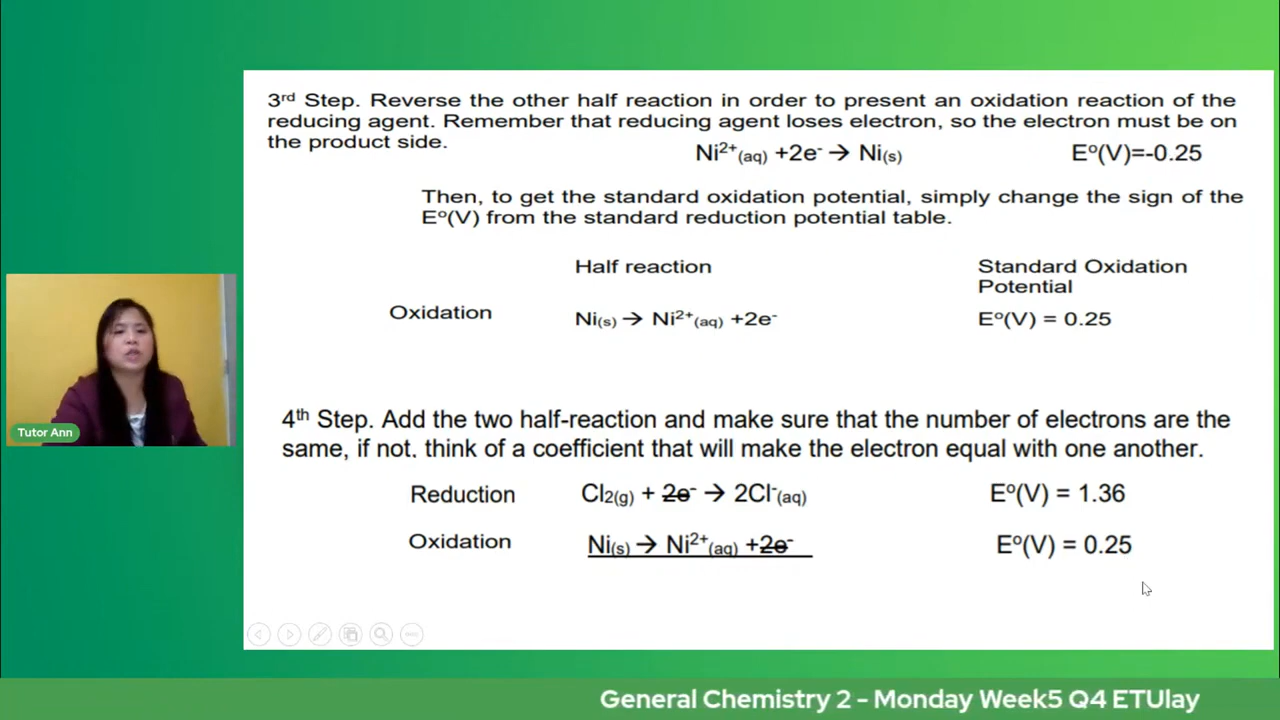 3rd Step. Reverse the other half reaction in order to present an oxidation reaction of the
reducing agent. Remember that reducing agent loses electron, so the electron must be on
the product side.
Ni²⁺(aq) +2e⁻ → Ni(s) Eº(V)=-0.25
Then, to get the standard oxidation potential, simply change the sign of the
Eº(V) from the standard reduction potential table.
Half reaction Standard Oxidation
Potential
Oxidation Ni(s) → Ni²⁺(aq) +2e⁻ Eº(V) = 0.25
4th Step. Add the two half-reaction and make sure that the number of electrons are the
same, if not, think of a coefficient that will make the electron equal with one another.
Reduction Cl2(g) + 2e⁻ → 2Cl⁻(aq) Eº(V) = 1.36
Oxidation Ni(s) → Ni²⁺(aq) +2e⁻ Eº(V) = 0.25
Tutor Ann
General Chemistry 2 - Monday Week5 Q4 ETUlay